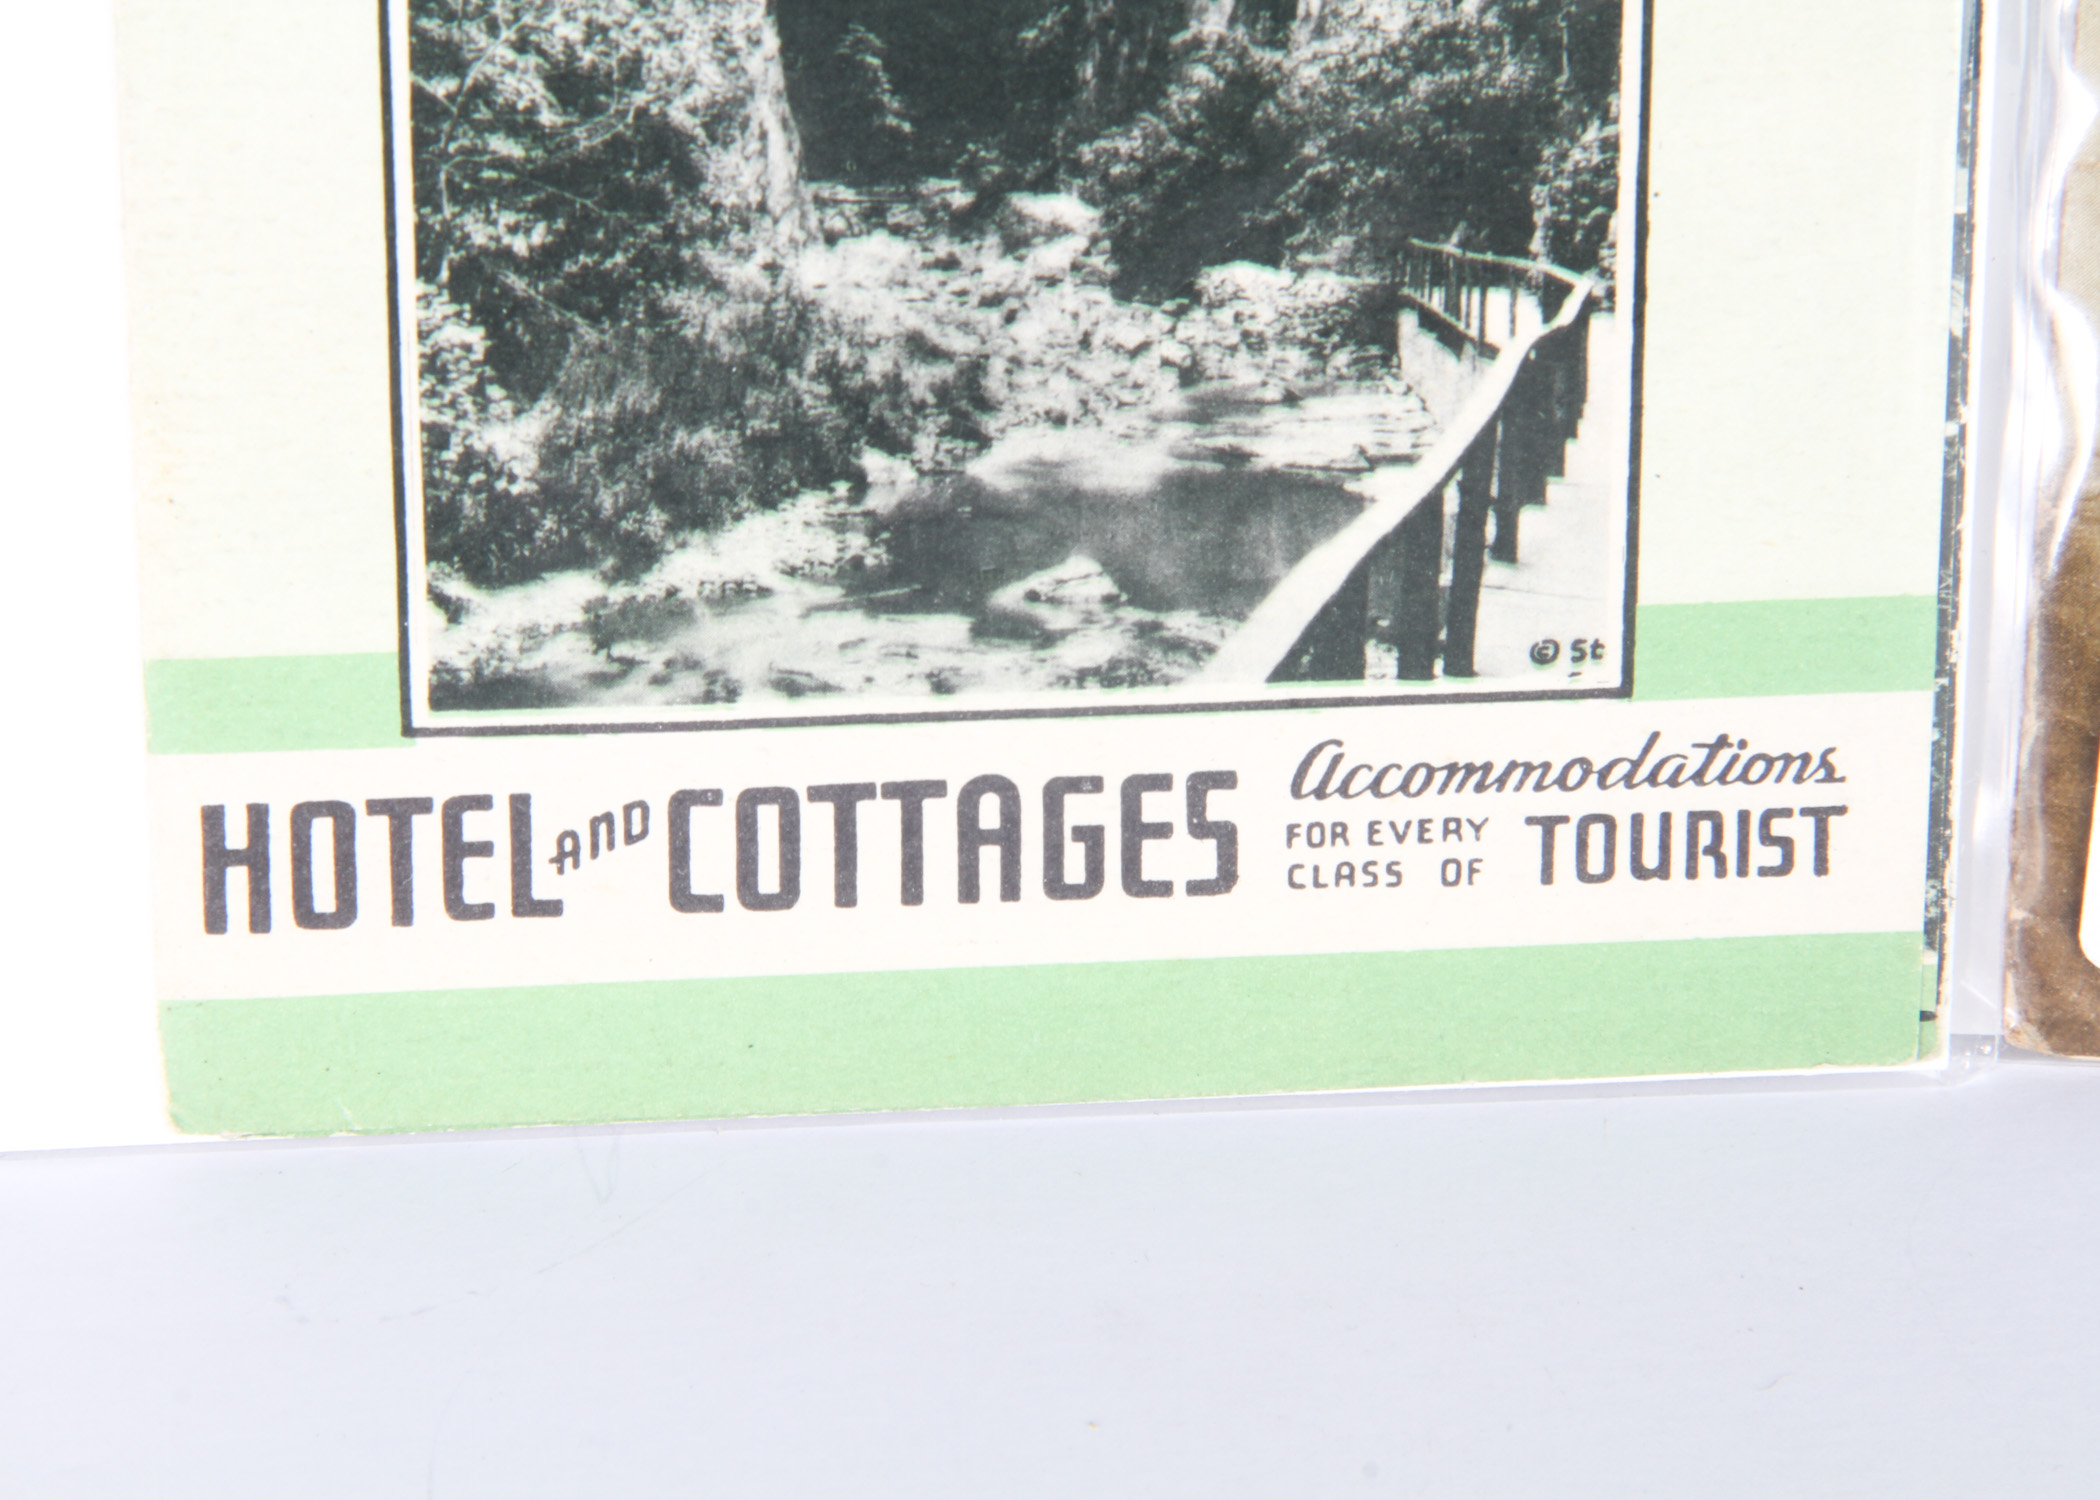 © St
HOTEL AND COTTAGES
Accommodations
FOR EVERY
CLASS OF
TOURIST